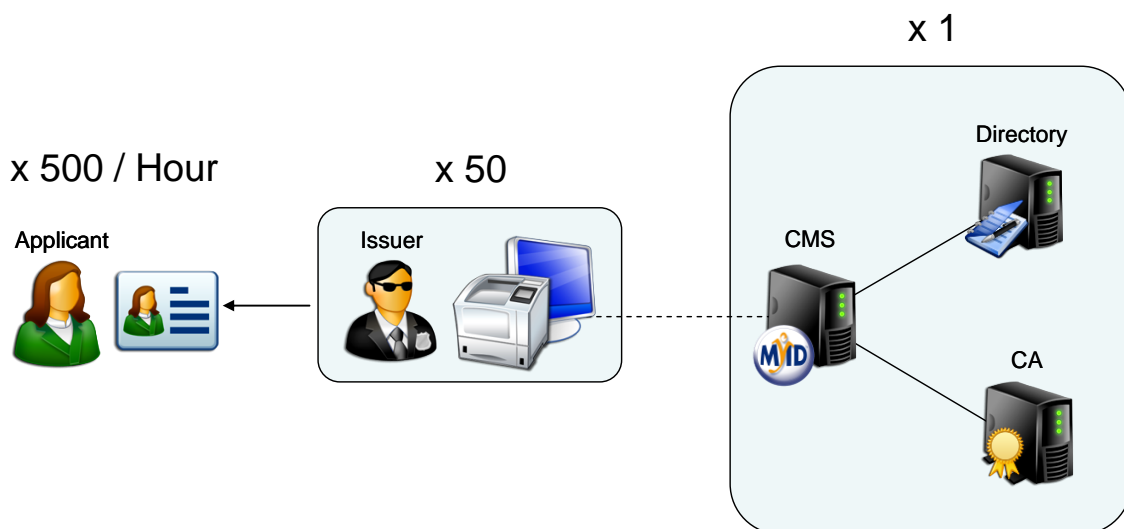 x 1
Directory
x 500 / Hour
x 50
Applicant
Issuer
CMS
MyID
CA